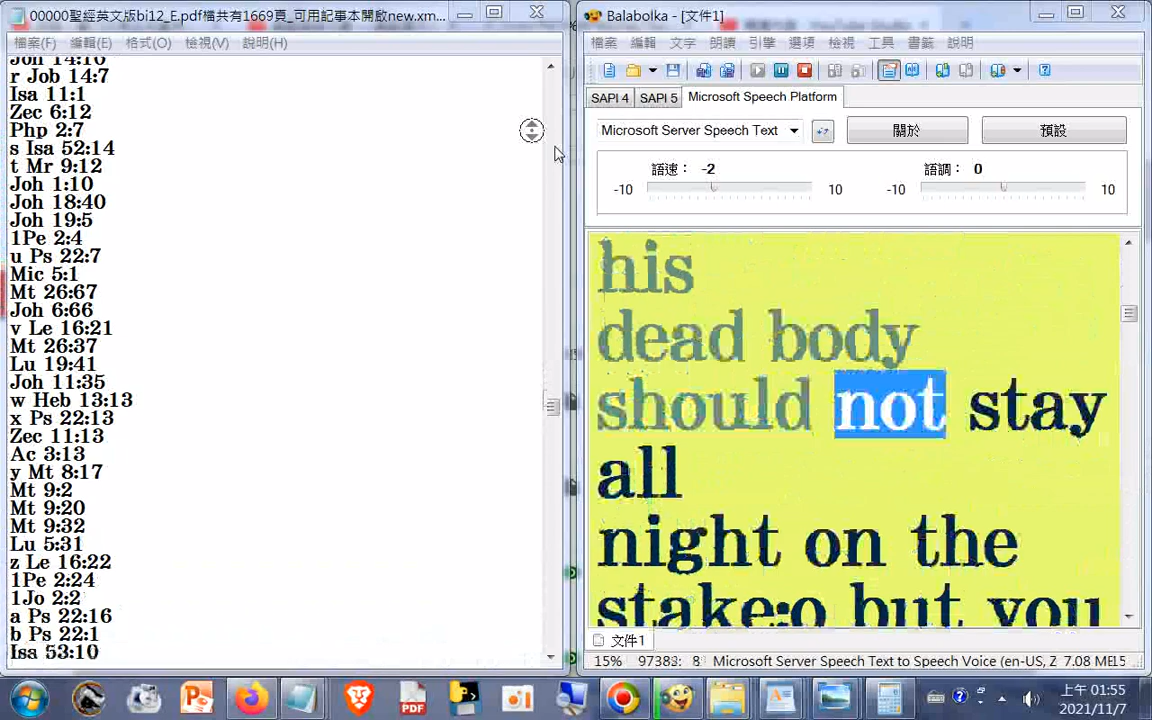 00000聖經英文版bi12_E.pdf檔共有1669頁_可用記事本開啟new.xm...
檔案(F) 編輯(E) 格式(O) 檢視(V) 說明(H)
Joh 14:10
r Job 14:7
Isa 11:1
Zec 6:12
Php 2:7
s Isa 52:14
t Mr 9:12
Joh 1:10
Joh 18:40
Joh 19:5
1Pe 2:4
u Ps 22:7
Mic 5:1
Mt 26:67
Joh 6:66
v Le 16:21
Mt 26:37
Lu 19:41
Joh 11:35
w Heb 13:13
x Ps 22:13
Zec 11:13
Ac 3:13
y Mt 8:17
Mt 9:2
Mt 9:20
Mt 9:32
Lu 5:31
z Le 16:22
1Pe 2:24
1Jo 2:2
a Ps 22:16
b Ps 22:1
Isa 53:10
Balabolka - [文件1]
檔案 編輯 文字 朗讀 引擎 選項 檢視 工具 書籤 說明
SAPI 4 SAPI 5 Microsoft Speech Platform
Microsoft Server Speech Text 關於 預設
語速： -2 語調： 0
-10 10 -10 10
his
dead body
should not stay
all
night on the
stake:o but you
文件1
15% 97383: 8 Microsoft Server Speech Text to Speech Voice (en-US, Z 7.08 МБ
PDF
上午 01:55
2021/11/7